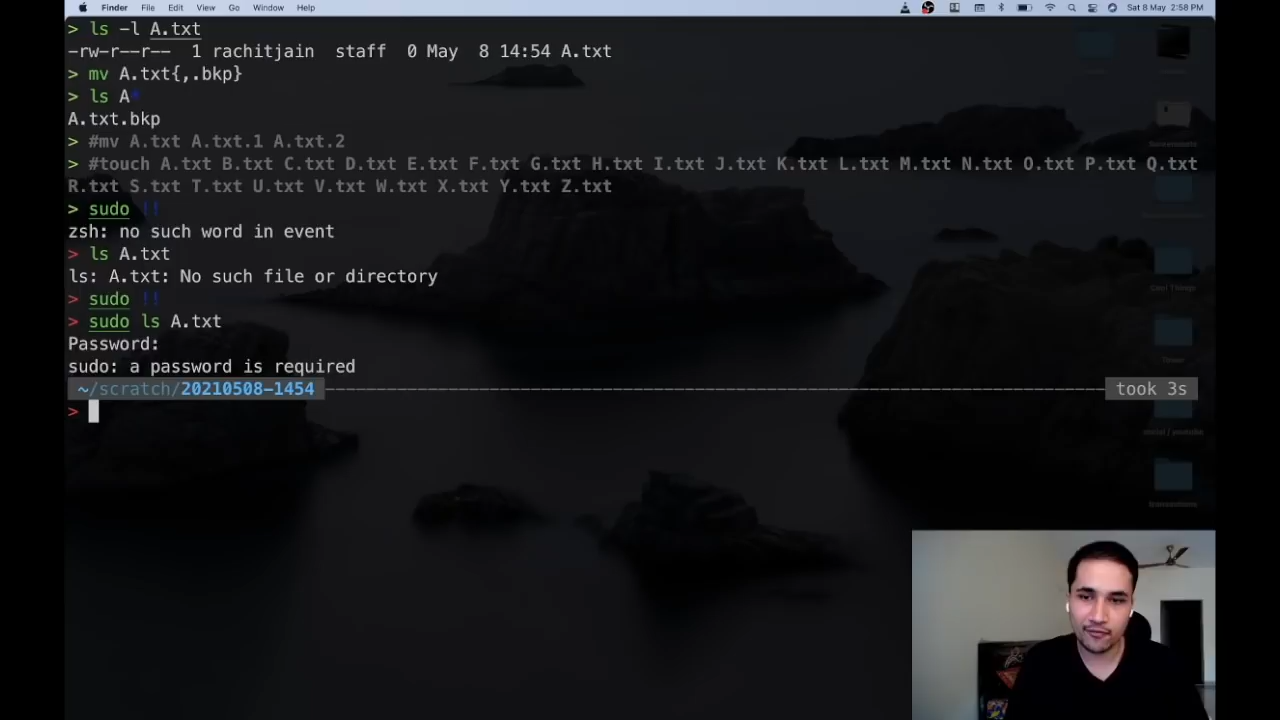 Finder File Edit View Go Window Help Sat 8 May 2:58 PM
> ls -l A.txt
-rw-r--r-- 1 rachitjain staff 0 May 8 14:54 A.txt
> mv A.txt{,.bkp}
> ls A*
A.txt.bkp
> #mv A.txt A.txt.1 A.txt.2
> #touch A.txt B.txt C.txt D.txt E.txt F.txt G.txt H.txt I.txt J.txt K.txt L.txt M.txt N.txt O.txt P.txt Q.txt
R.txt S.txt T.txt U.txt V.txt W.txt X.txt Y.txt Z.txt
> sudo !!
zsh: no such word in event
> ls A.txt
ls: A.txt: No such file or directory
> sudo !!
> sudo ls A.txt
Password:
sudo: a password is required
~/scratch/20210508-1454 took 3s
>